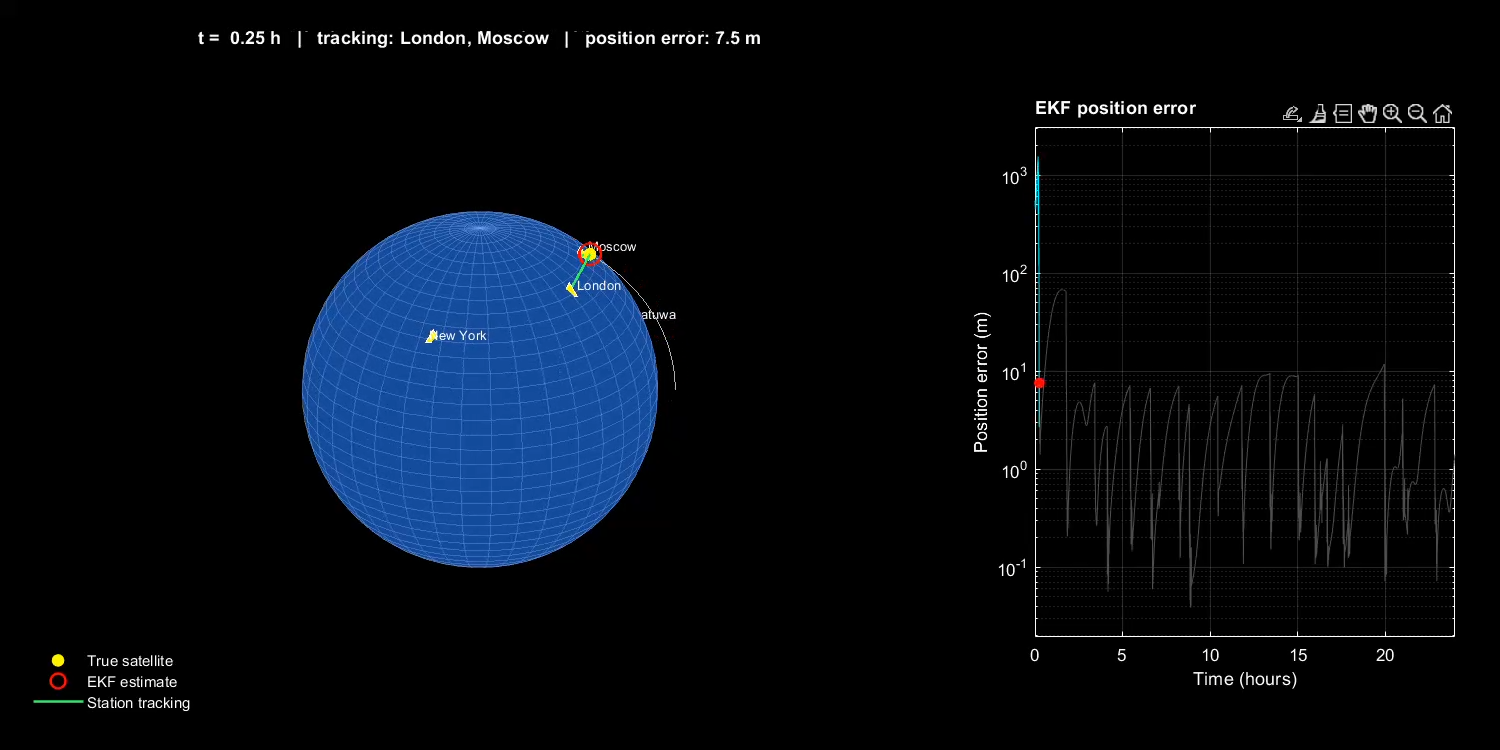 t = 0.25 h | tracking: London, Moscow | position error: 7.5 m
EKF position error
Moscow
London
atuwa
ew York
10³
10²
10¹
10⁰
10⁻¹
Position error (m)
0 5 10 15 20
Time (hours)
True satellite
EKF estimate
Station tracking